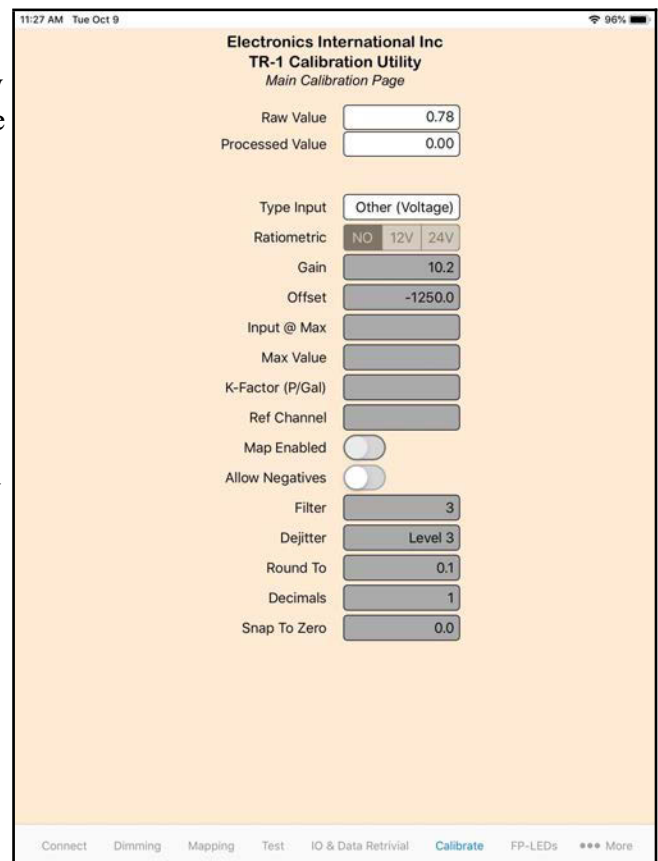 11:27 AM Tue Oct 9 96%
Electronics International Inc
TR-1 Calibration Utility
Main Calibration Page
Raw Value 0.78
Processed Value 0.00
Type Input Other (Voltage)
Ratiometric NO 12V 24V
Gain 10.2
Offset -1250.0
Input @ Max
Max Value
K-Factor (P/Gal)
Ref Channel
Map Enabled
Allow Negatives
Filter 3
Dejitter Level 3
Round To 0.1
Decimals 1
Snap To Zero 0.0
Connect Dimming Mapping Test IO & Data Retrivial Calibrate FP-LEDs ••• More